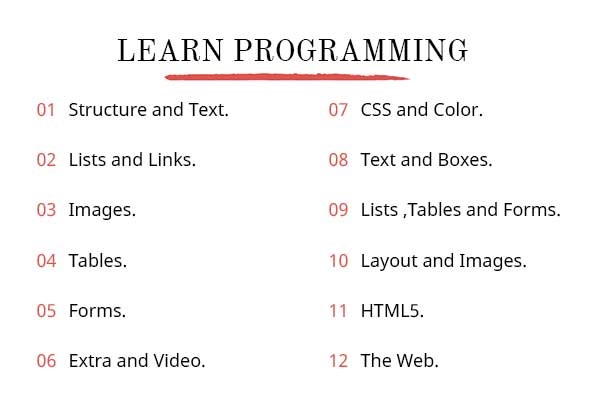 LEARN PROGRAMMING
01 Structure and Text.
02 Lists and Links.
03 Images.
04 Tables.
05 Forms.
06 Extra and Video.
07 CSS and Color.
08 Text and Boxes.
09 Lists ,Tables and Forms.
10 Layout and Images.
11 HTML5.
12 The Web.